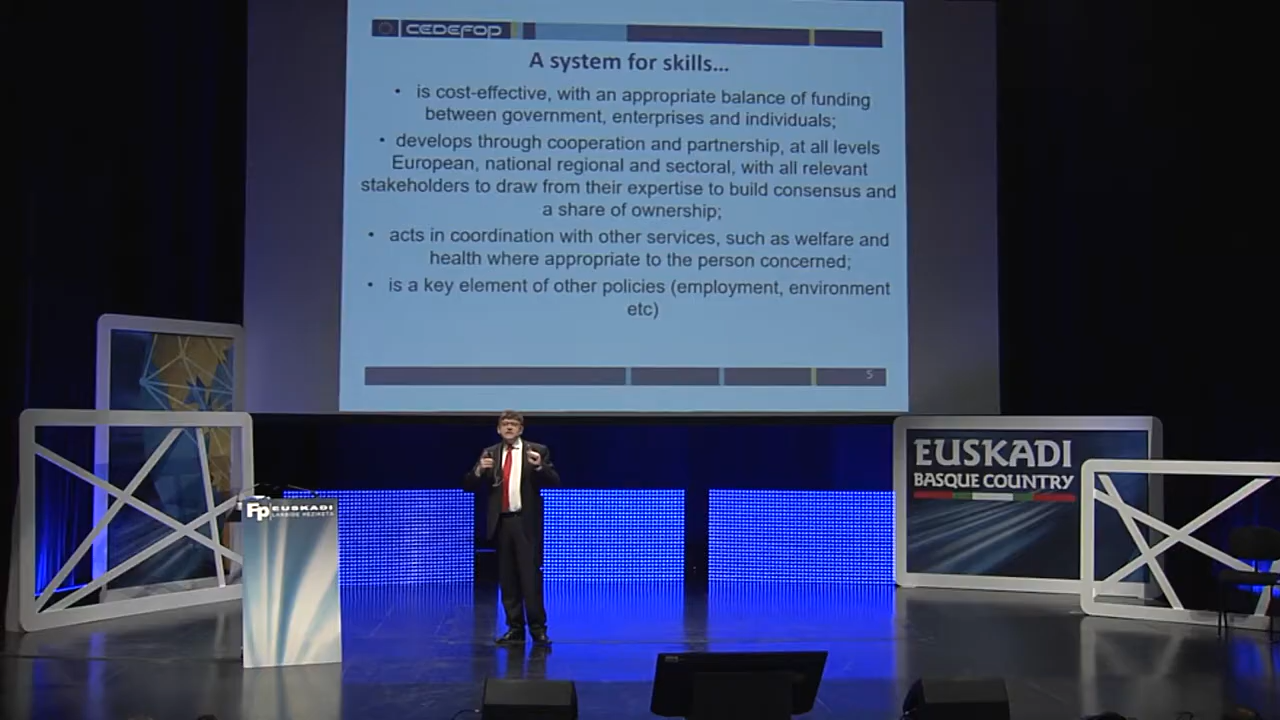 CEDEFOP
A system for skills...
• is cost-effective, with an appropriate balance of funding
between government, enterprises and individuals;
• develops through cooperation and partnership, at all levels
European, national regional and sectoral, with all relevant
stakeholders to draw from their expertise to build consensus and
a share of ownership;
• acts in coordination with other services, such as welfare and
health where appropriate to the person concerned;
• is a key element of other policies (employment, environment
etc)
5
EUSKADI
BASQUE COUNTRY
Fp EUSKADI
LANBIDE HEZIKETA